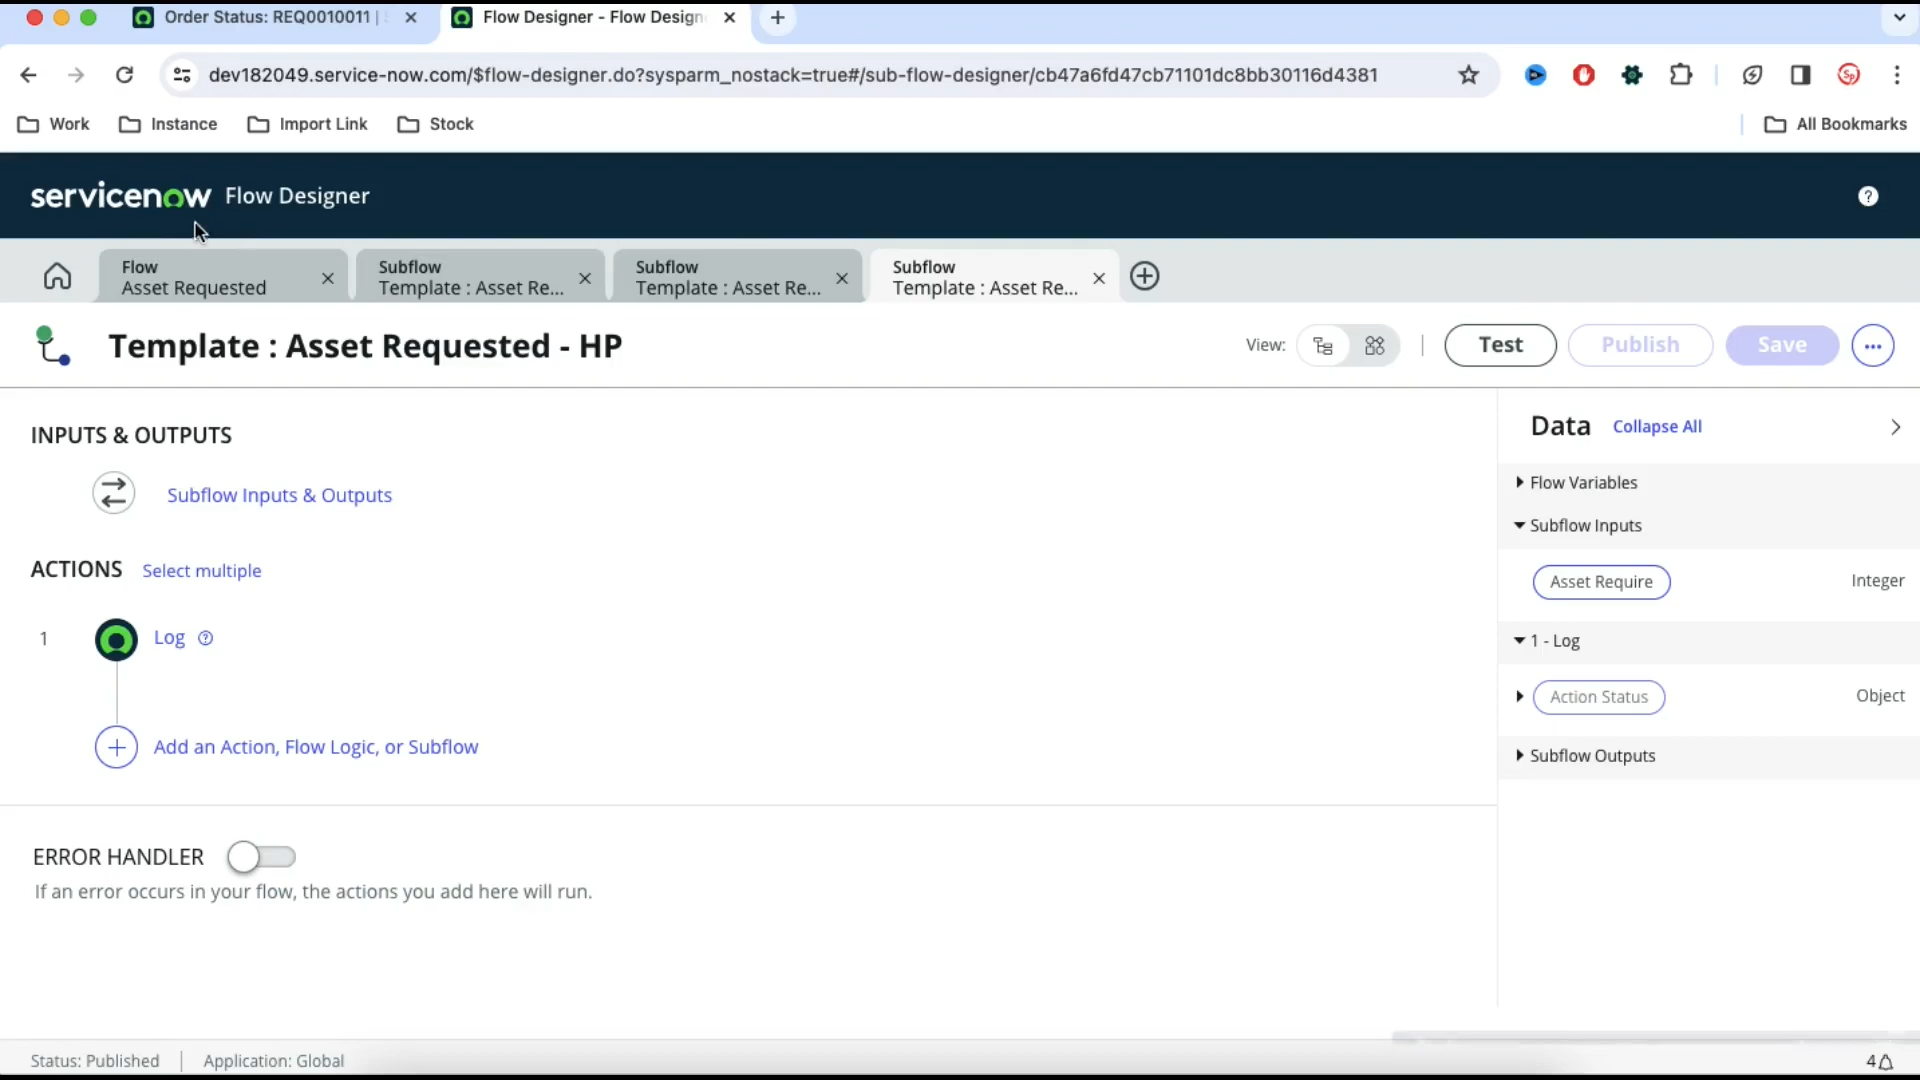 Order Status: REQ0010011 |
Flow Designer - Flow Design
dev182049.service-now.com/$flow-designer.do?sysparm_nostack=true#/sub-flow-designer/cb47a6fd47cb71101dc8bb30116d4381
Sp
Work
Instance
Import Link
Stock
All Bookmarks
servicenow Flow Designer
Flow
Asset Requested
Subflow
Template : Asset Re...
Subflow
Template : Asset Re...
Subflow
Template : Asset Re...
Template : Asset Requested - HP
View:
Test
Publish
Save
INPUTS & OUTPUTS
Subflow Inputs & Outputs
ACTIONS Select multiple
1 Log
Add an Action, Flow Logic, or Subflow
ERROR HANDLER
If an error occurs in your flow, the actions you add here will run.
Data Collapse All
Flow Variables
Subflow Inputs
Asset Require Integer
1 - Log
Action Status Object
Subflow Outputs
Status: Published | Application: Global
4